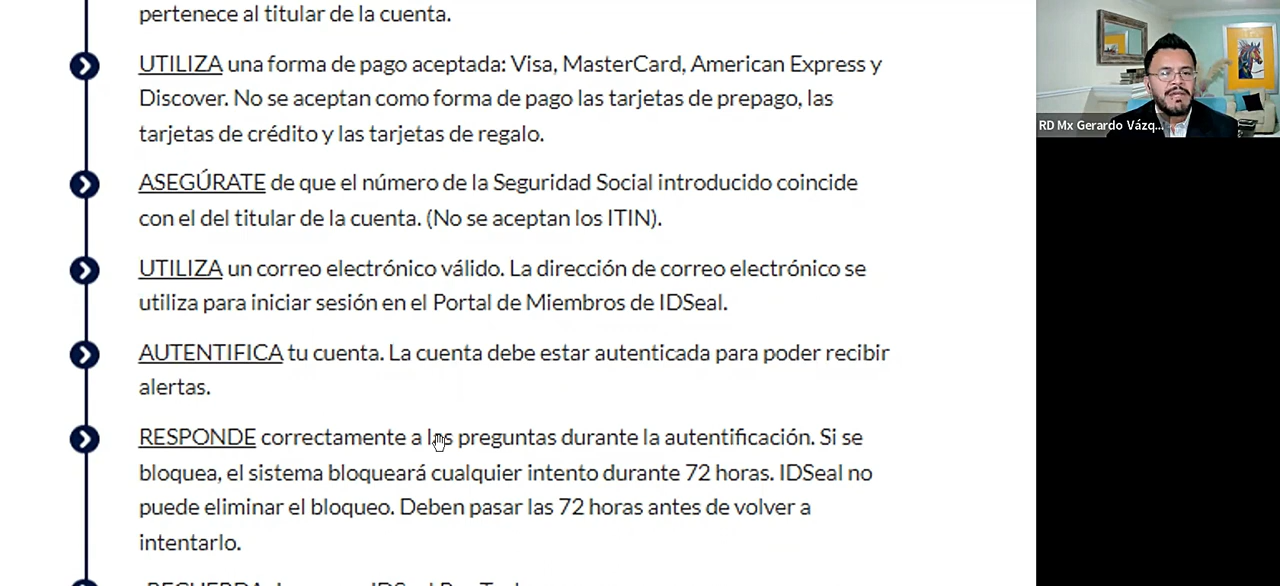 pertenece al titular de la cuenta.
UTILIZA una forma de pago aceptada: Visa, MasterCard, American Express y
Discover. No se aceptan como forma de pago las tarjetas de prepago, las
tarjetas de crédito y las tarjetas de regalo.
ASEGÚRATE de que el número de la Seguridad Social introducido coincide
con el del titular de la cuenta. (No se aceptan los ITIN).
UTILIZA un correo electrónico válido. La dirección de correo electrónico se
utiliza para iniciar sesión en el Portal de Miembros de IDSeal.
AUTENTIFICA tu cuenta. La cuenta debe estar autenticada para poder recibir
alertas.
RESPONDE correctamente a las preguntas durante la autentificación. Si se
bloquea, el sistema bloqueará cualquier intento durante 72 horas. IDSeal no
puede eliminar el bloqueo. Deben pasar las 72 horas antes de volver a
intentarlo.
RECUERDA IDSeal
RD Mx Gerardo Vázq...